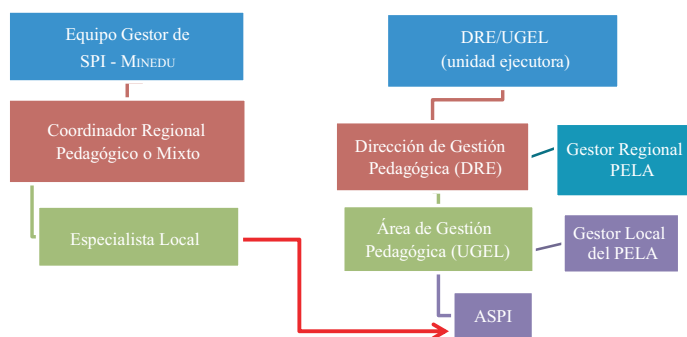 Equipo Gestor de
SPI - MINEDU
Coordinador Regional
Pedagógico o Mixto
Especialista Local
DRE/UGEL
(unidad ejecutora)
Dirección de Gestión
Pedagógica (DRE)
Gestor Regional
PELA
Área de Gestión
Pedagógica (UGEL)
Gestor Local
del PELA
ASPI